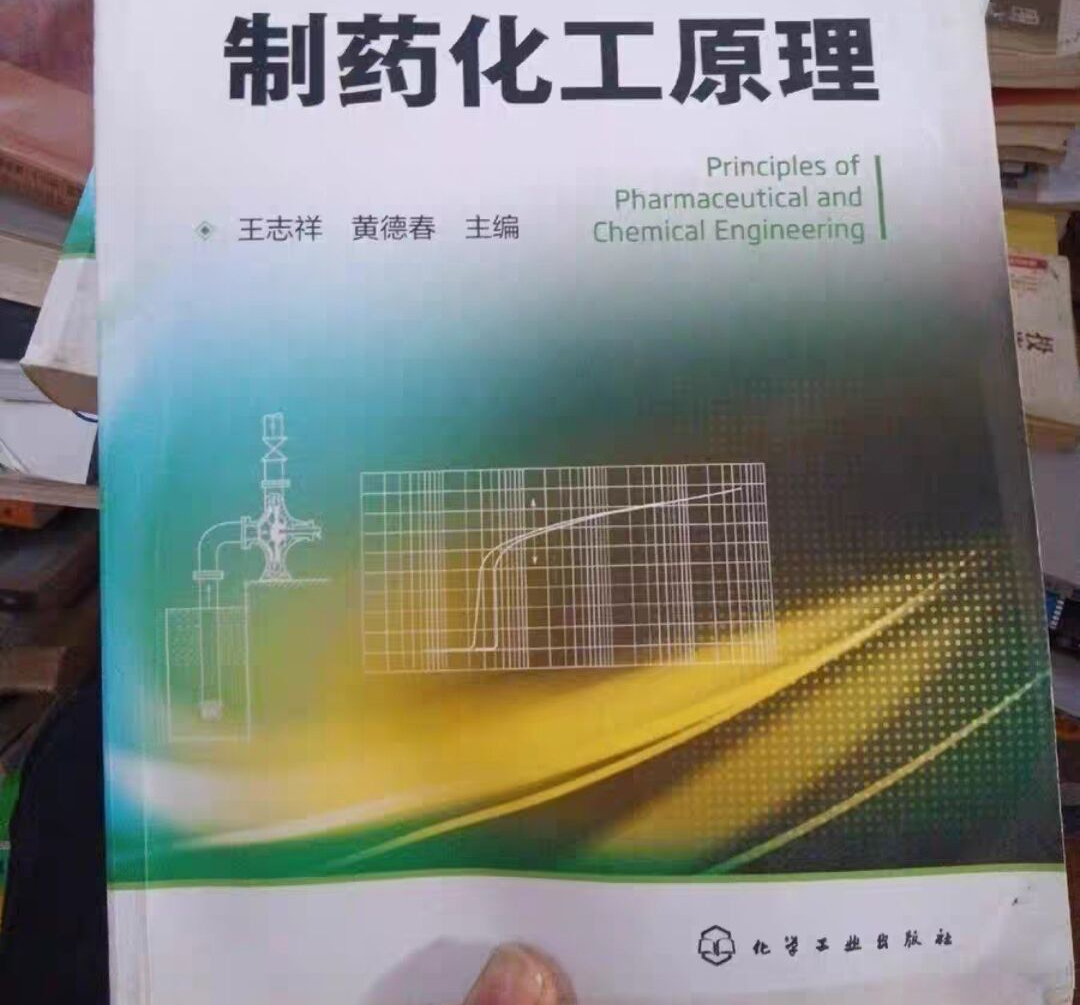 制药化工原理
Principles of
Pharmaceutical and
Chemical Engineering
王志祥 黄德春 主编
化学工业出版社